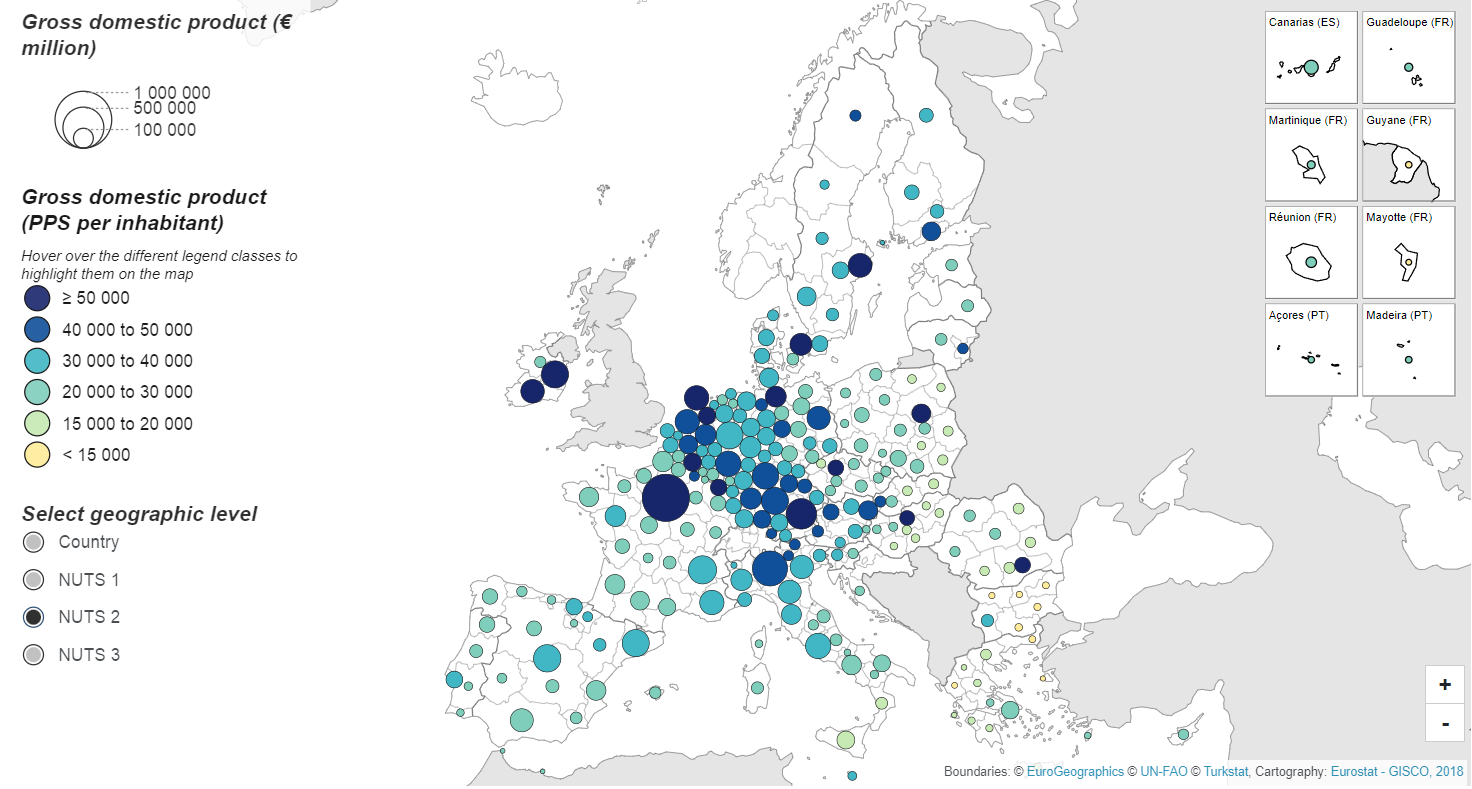 Gross domestic product (€
million)
1 000 000
500 000
100 000
Gross domestic product
(PPS per inhabitant)
Hover over the different legend classes to
highlight them on the map
≥ 50 000
40 000 to 50 000
30 000 to 40 000
20 000 to 30 000
15 000 to 20 000
< 15 000
Select geographic level
Country
NUTS 1
NUTS 2
NUTS 3
Canarias (ES)
Guadeloupe (FR)
Martinique (FR)
Guyane (FR)
Réunion (FR)
Mayotte (FR)
Açores (PT)
Madeira (PT)
+
-
Boundaries: © EuroGeographics © UN-FAO © Turkstat, Cartography: Eurostat - GISCO, 2018